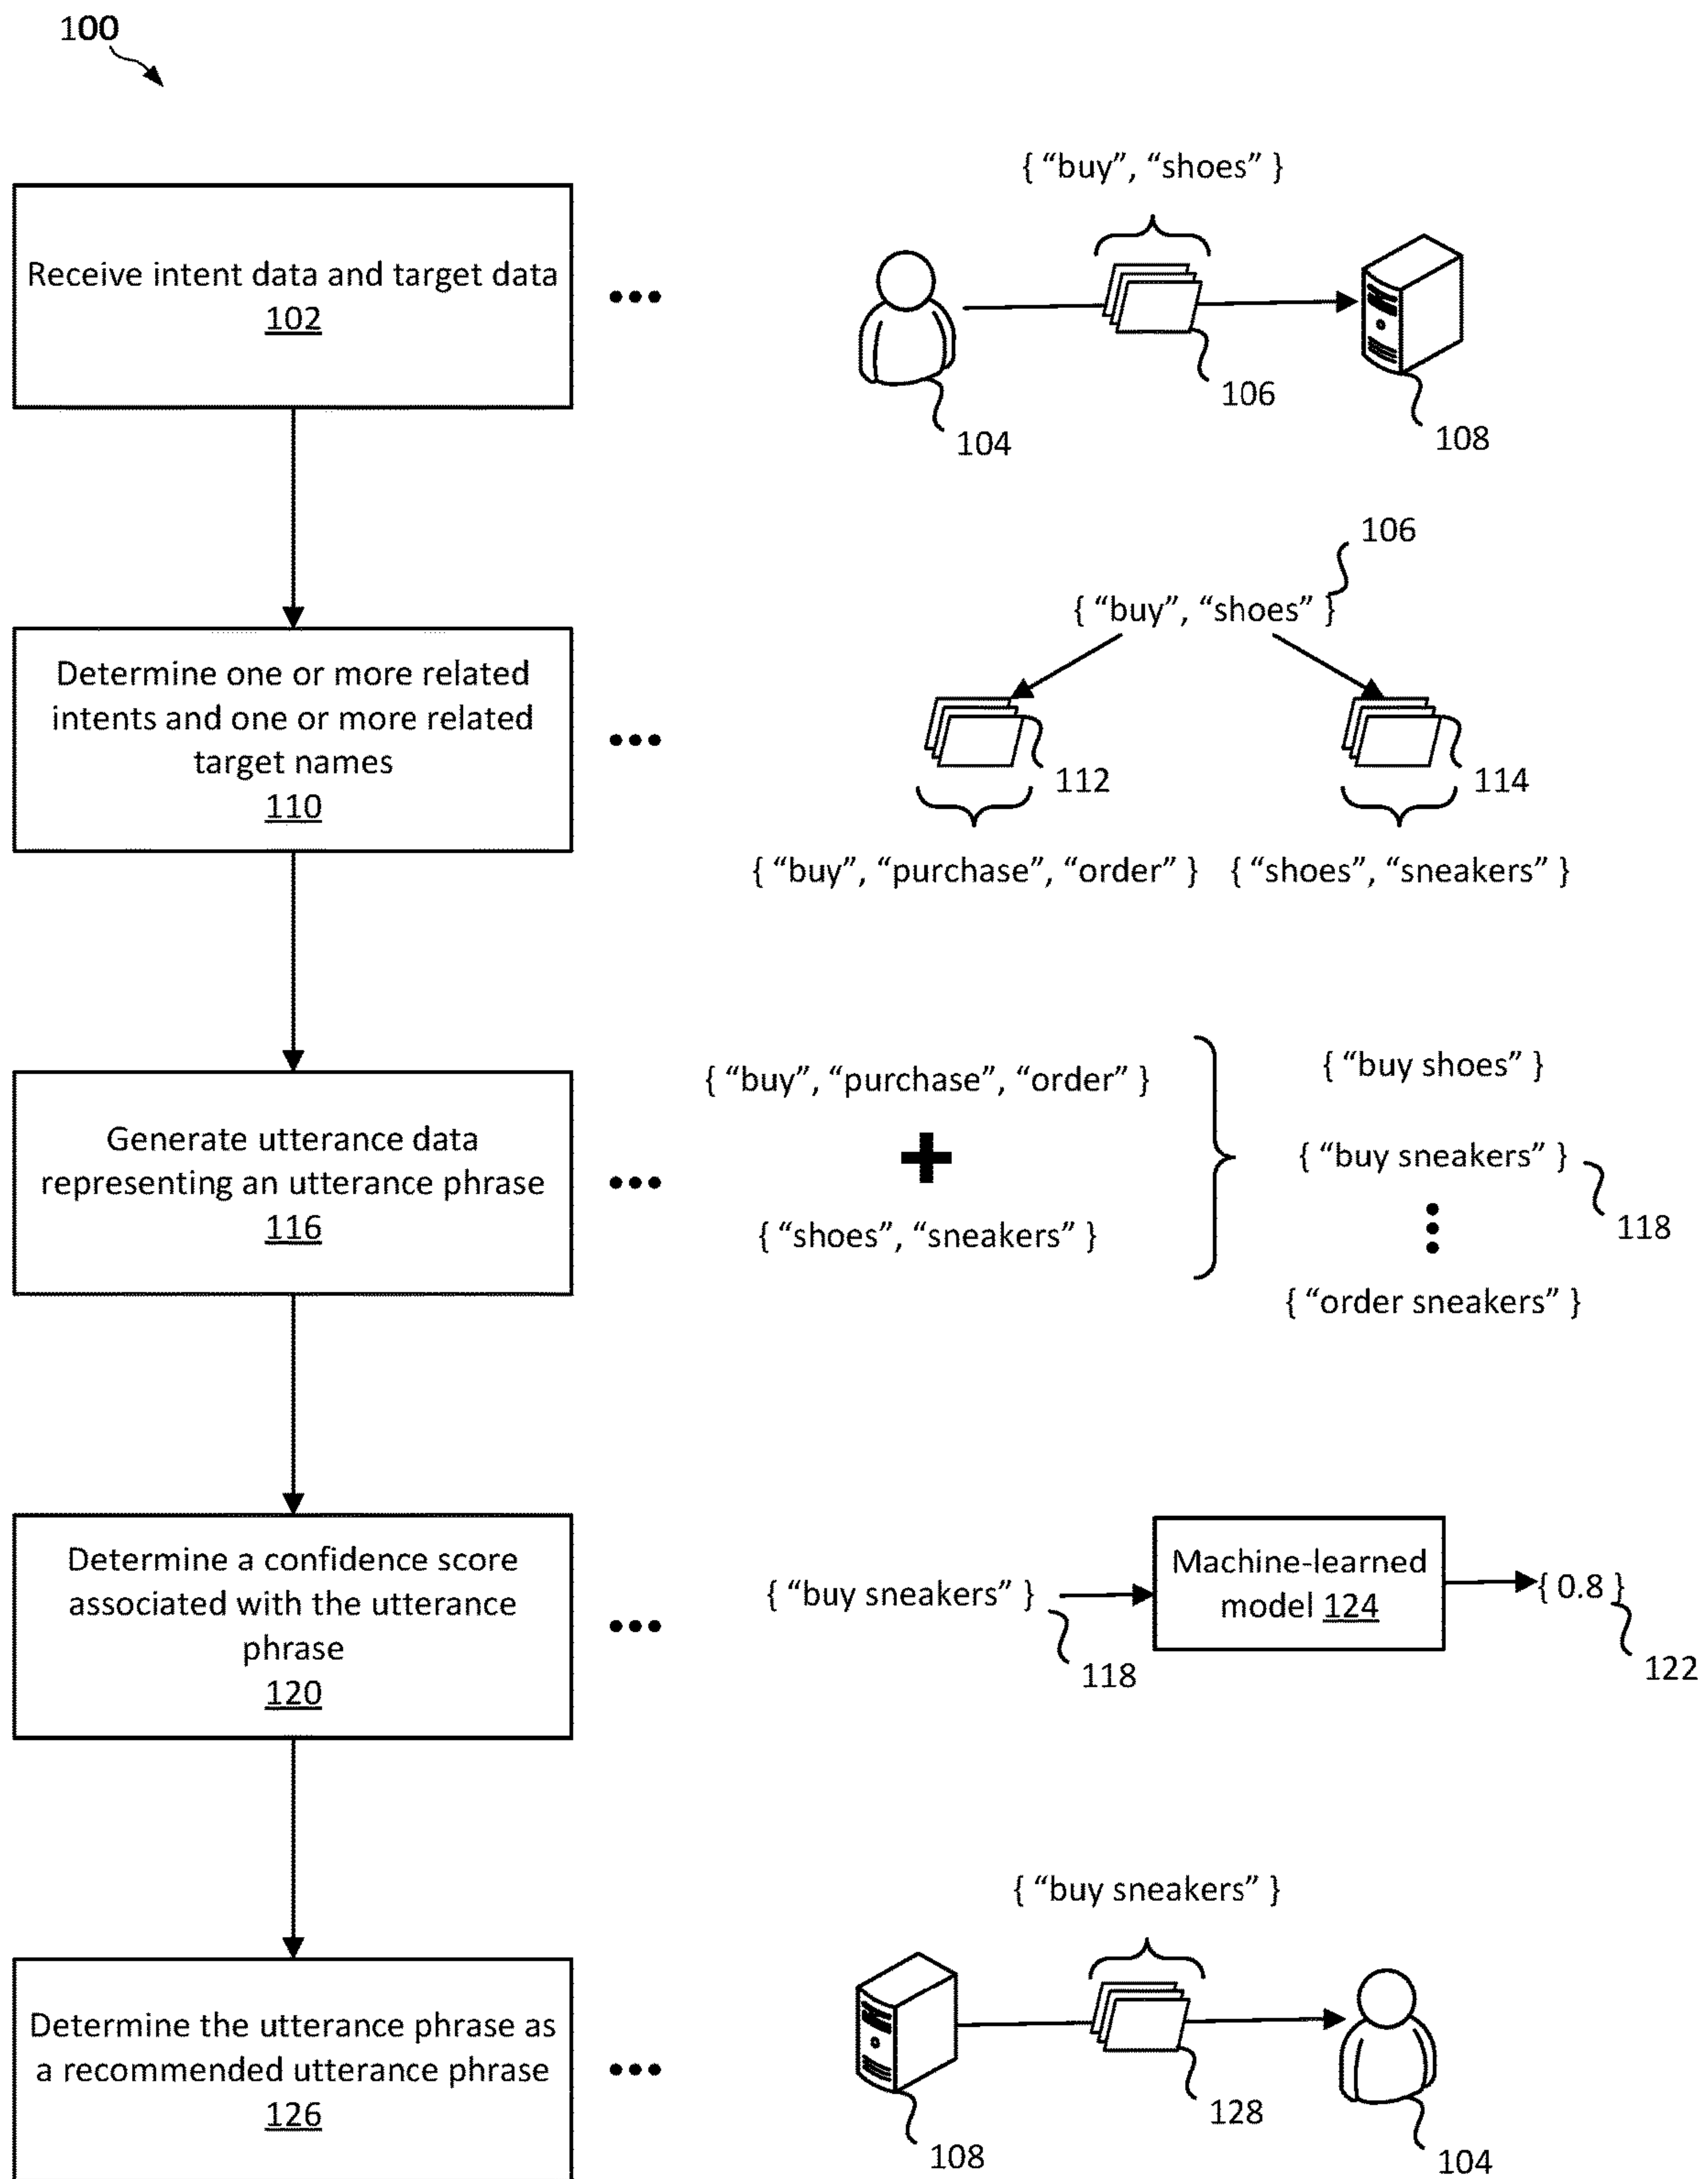 100
{ “buy”, “shoes” }
Receive intent data and target data
102
106
104
108
106
{ “buy”, “shoes” }
Determine one or more related
intents and one or more related
target names
110
112
114
{ “buy”, “purchase”, “order” }
{ “shoes”, “sneakers” }
Generate utterance data
representing an utterance phrase
116
{ “buy”, “purchase”, “order” }
+
{ “shoes”, “sneakers” }
{ “buy shoes” }
{ “buy sneakers” }
118
{ “order sneakers” }
Determine a confidence score
associated with the utterance
phrase
120
{ “buy sneakers” }
118
Machine-learned
model 124
{ 0.8 }
122
{ “buy sneakers” }
Determine the utterance phrase as
a recommended utterance phrase
126
108
128
104